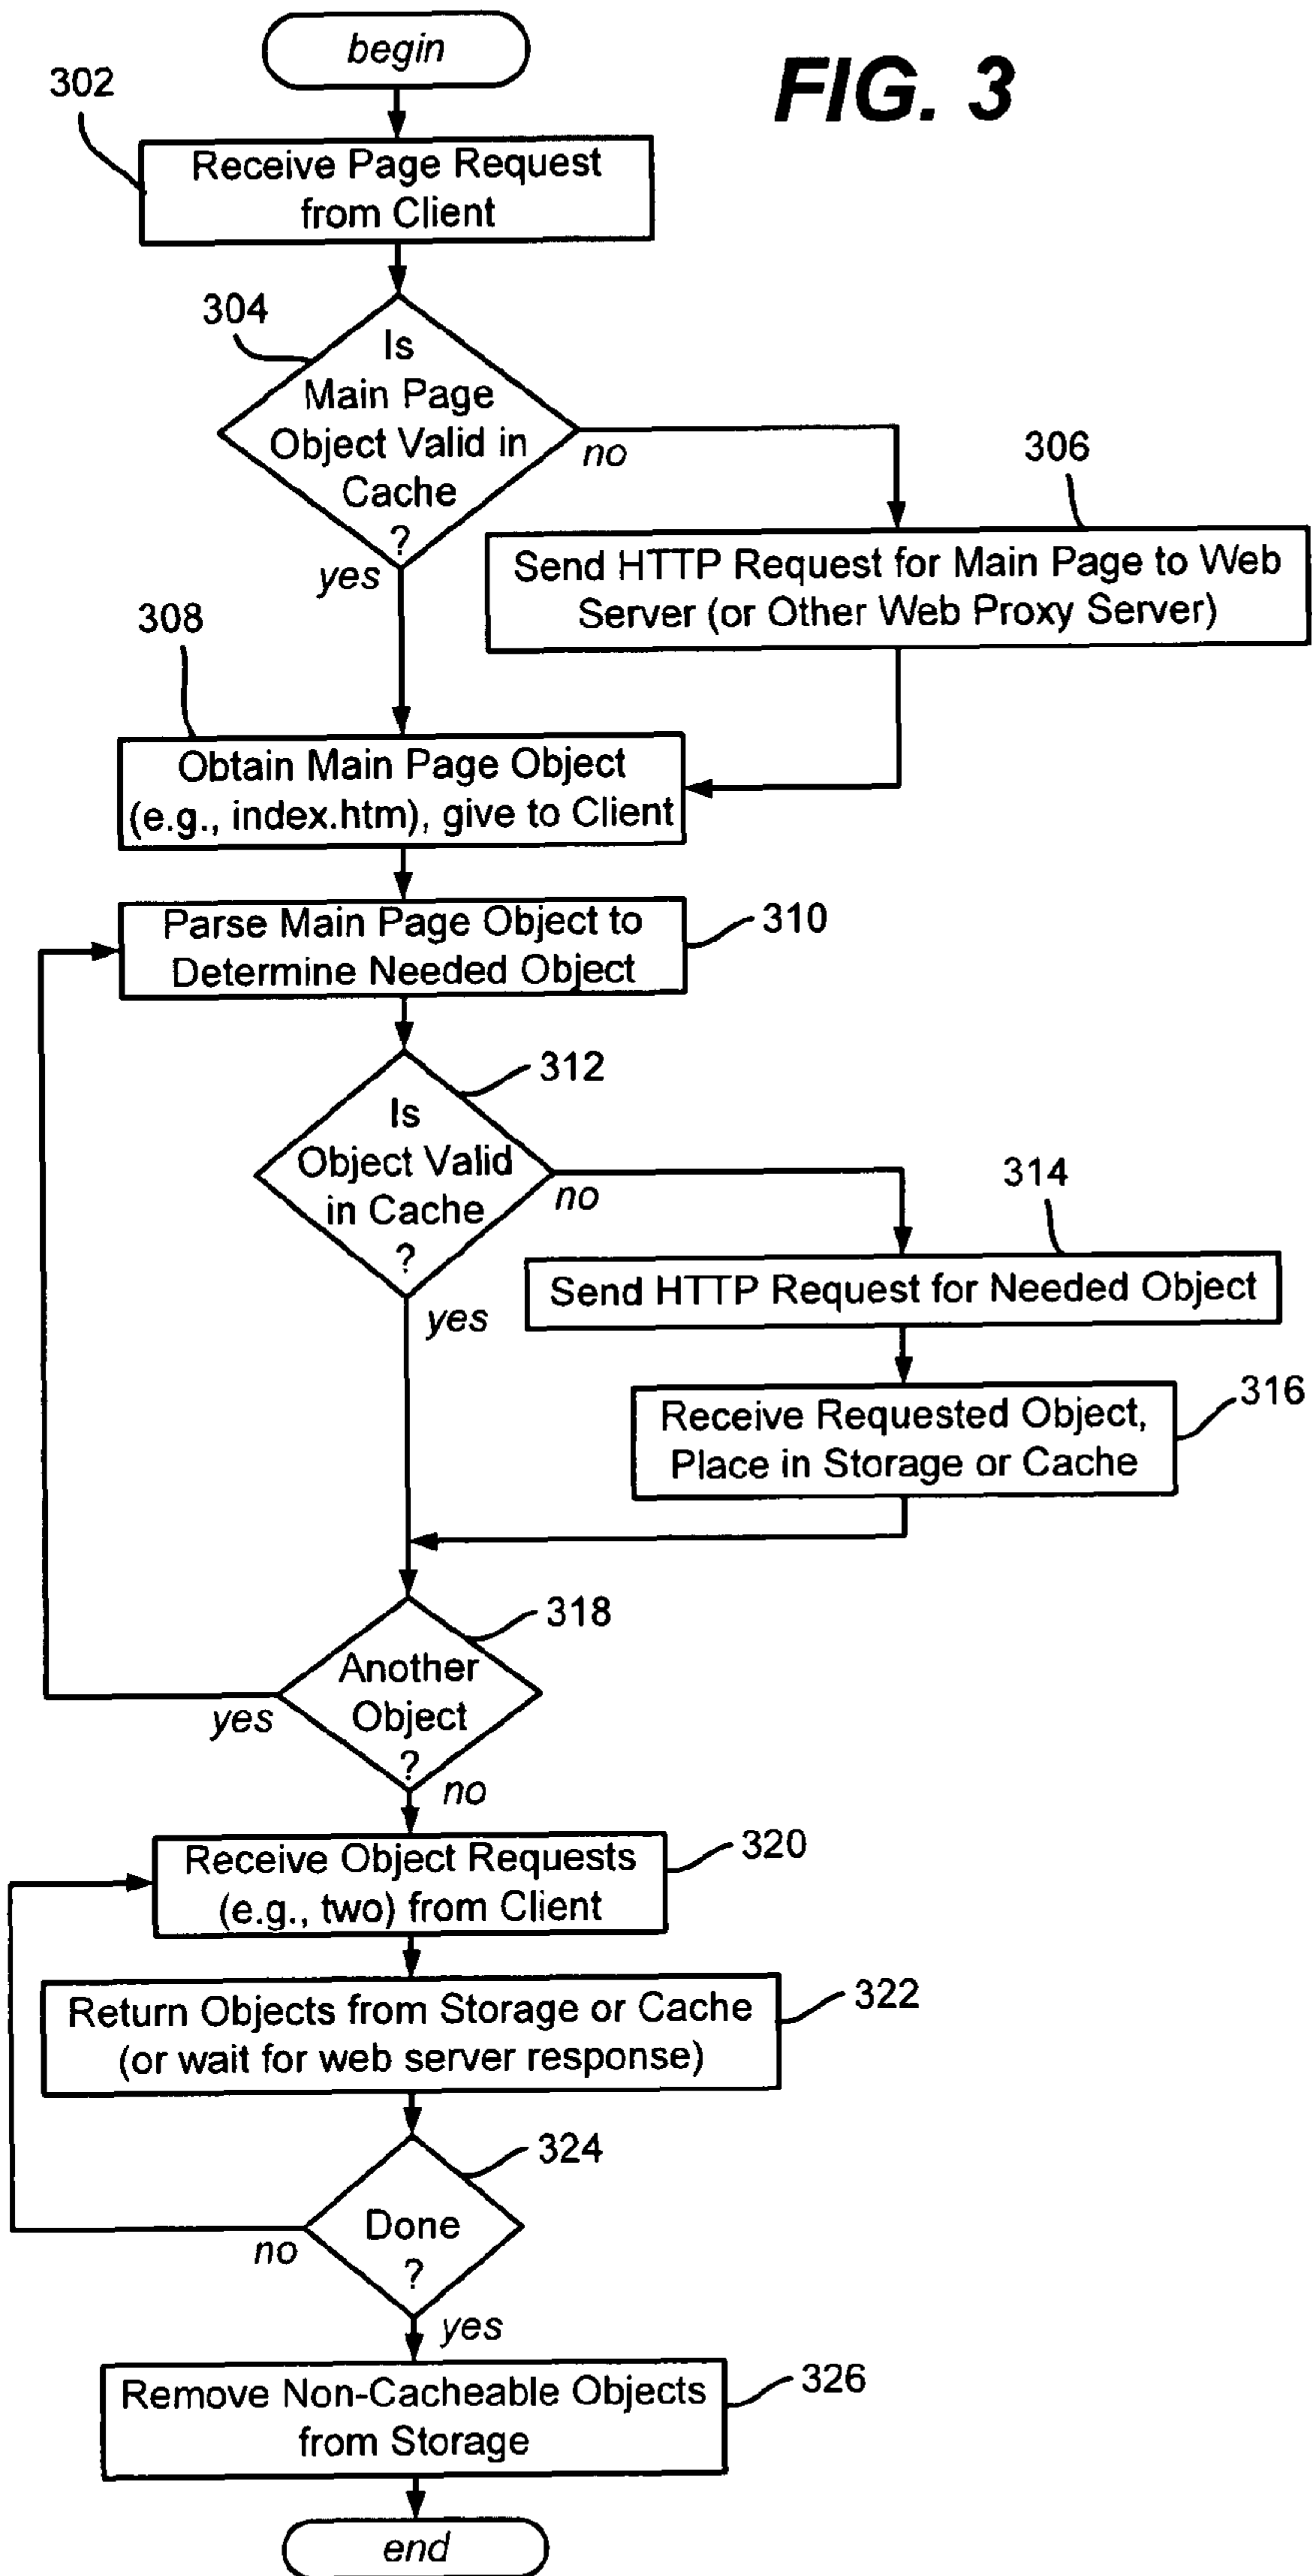 begin
FIG. 3
302
Receive Page Request
from Client
304
Is
Main Page
Object Valid in
Cache
?
no
yes
306
Send HTTP Request for Main Page to Web
Server (or Other Web Proxy Server)
308
Obtain Main Page Object
(e.g., index.htm), give to Client
Parse Main Page Object to
Determine Needed Object
310
312
Is
Object Valid
in Cache
?
no
yes
314
Send HTTP Request for Needed Object
Receive Requested Object,
Place in Storage or Cache
316
318
Another
Object
?
yes
no
Receive Object Requests
(e.g., two) from Client
320
Return Objects from Storage or Cache
(or wait for web server response)
322
324
Done
?
no
yes
Remove Non-Cacheable Objects
from Storage
326
end